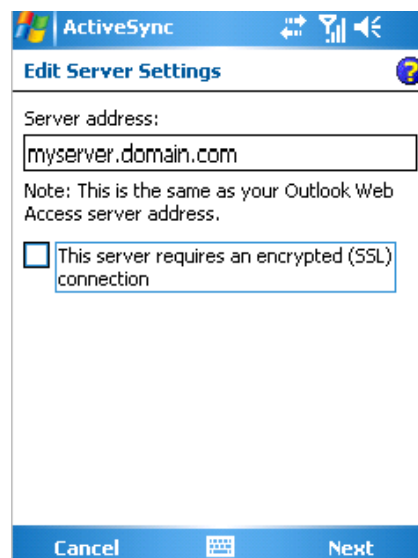 ActiveSync
Edit Server Settings
?
Server address:
myserver.domain.com
Note: This is the same as your Outlook Web
Access server address.
This server requires an encrypted (SSL)
connection
Cancel Next